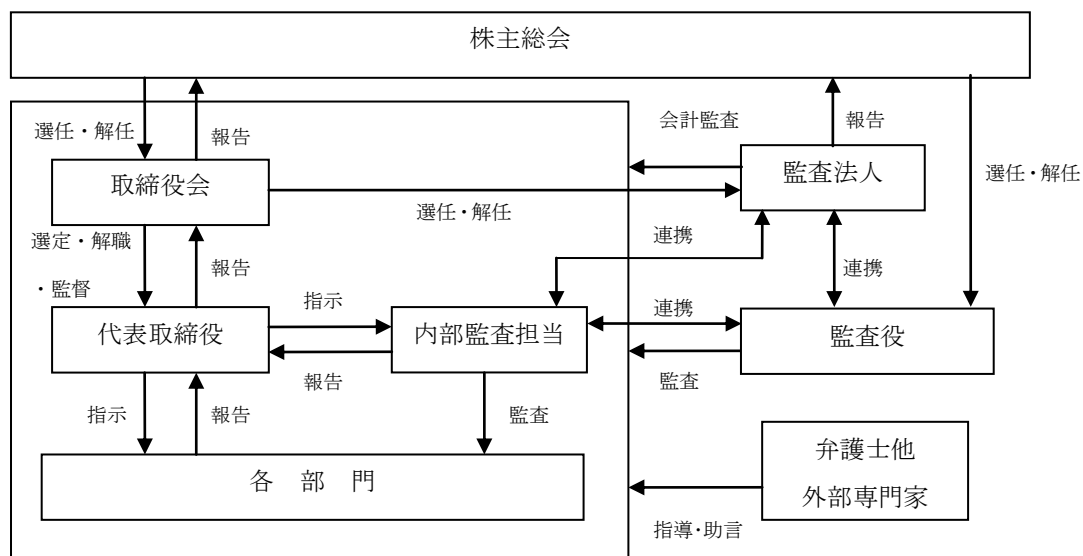 株主総会
選任・解任
報告
会計監査
報告
選任・解任
取締役会
監査法人
選任・解任
選定・解職
・監督
報告
連携
連携
指示
連携
代表取締役
内部監査担当
監査役
報告
監査
指示
報告
監査
各　部　門
弁護士他
外部専門家
指導・助言